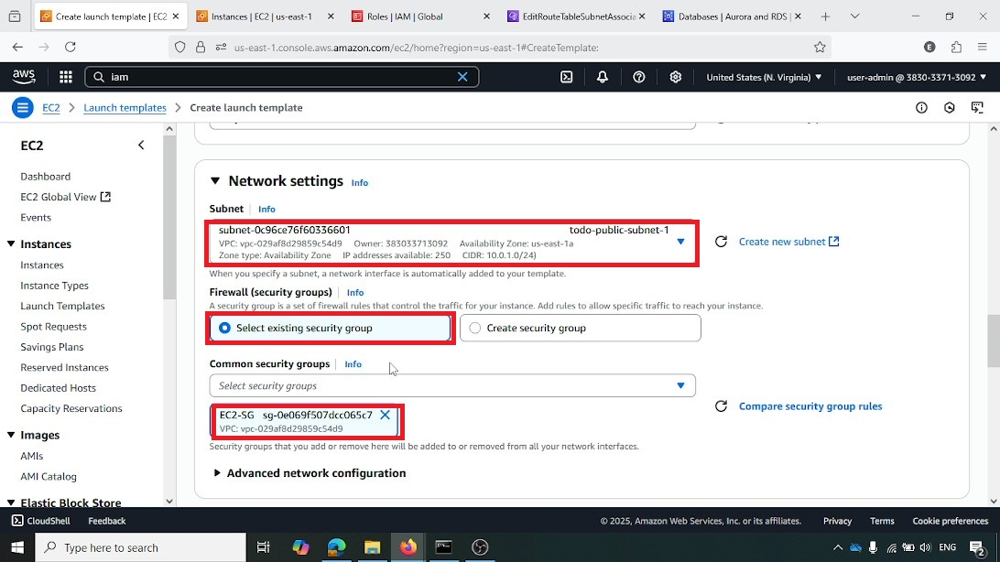 Create launch template | EC2
Instances | EC2 | us-east-1
Roles | IAM | Global
EditRouteTableSubnetAssocia
Databases | Aurora and RDS |
us-east-1.console.aws.amazon.com/ec2/home?region=us-east-1#CreateTemplate:
aws
iam
United States (N. Virginia)
user-admin @ 3830-3371-3092
EC2
Launch templates
Create launch template
EC2
Dashboard
EC2 Global View
Events
Instances
Instances
Instance Types
Launch Templates
Spot Requests
Savings Plans
Reserved Instances
Dedicated Hosts
Capacity Reservations
Images
AMIs
AMI Catalog
Elastic Block Store
Network settings Info
Subnet Info
subnet-0c96ce76f60336601 todo-public-subnet-1
VPC: vpc-029af8d29859c54d9 Owner: 383033713092 Availability Zone: us-east-1a
Zone type: Availability Zone IP addresses available: 250 CIDR: 10.0.1.0/24)
Create new subnet
When you specify a subnet, a network interface is automatically added to your template.
Firewall (security groups) Info
A security group is a set of firewall rules that control the traffic for your instance. Add rules to allow specific traffic to reach your instance.
Select existing security group
Create security group
Common security groups Info
Select security groups
EC2-SG sg-0e069f507dcc065c7
VPC: vpc-029af8d29859c54d9
Compare security group rules
Security groups that you add or remove here will be added to or removed from all your network interfaces.
Advanced network configuration
CloudShell
Feedback
© 2025, Amazon Web Services, Inc. or its affiliates.
Privacy
Terms
Cookie preferences
Type here to search
ENG
2